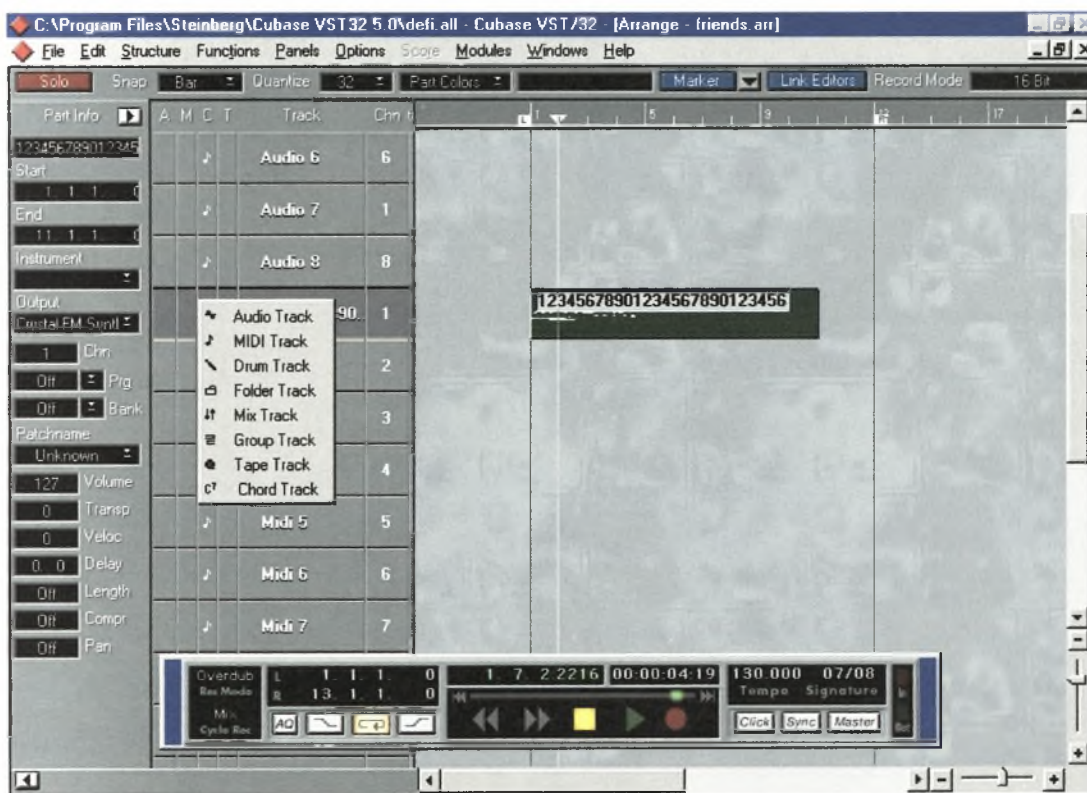 C:\Program Files\Steinberg\Cubase VST32 5.0\defi.all - Cubase VST/32 - [Arrange - friends.arr]
File Edit Structure Functions Panels Options Score Modules Windows Help
Solo Snap Bar Quantize 32 Part Colors Marker Link Editors Record Mode 16 Bit
Part Info A M C T Track Chn 1 5 9 17
123456789012345
Audio 6 6
Start
1. 1. 1. 0
Audio 7 1
End
11. 1. 1. 0
Instrument
Audio 8 8
Output
90. 1
123456789012345678901234567890123456
Audio Track
MIDI Track
Drum Track
Folder Track
Mix Track
Group Track
Tape Track
Chord Track
1 Chn
2
Off Prg
Off Bank
3
Patchname
Unknown
4
127 Volume
0 Transp
Midi 5 5
0 Veloc
0. 0 Delay
Midi 6 6
Off Length
Off Compr
Midi 7 7
Off Pan
Overdub
Rec Mode
Mix
Cycle Rec
L 1. 1. 1. 0
R 13. 1. 1. 0
AQ
1. 7. 2.2216 00:00:04:19
130.000 07/08
Tempo Signature
Click Sync Master
In
Out